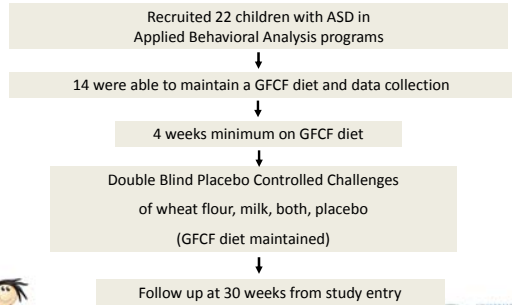 Recruited 22 children with ASD in
Applied Behavioral Analysis programs
14 were able to maintain a GFCF diet and data collection
4 weeks minimum on GFCF diet
Double Blind Placebo Controlled Challenges
of wheat flour, milk, both, placebo
(GFCF diet maintained)
Follow up at 30 weeks from study entry